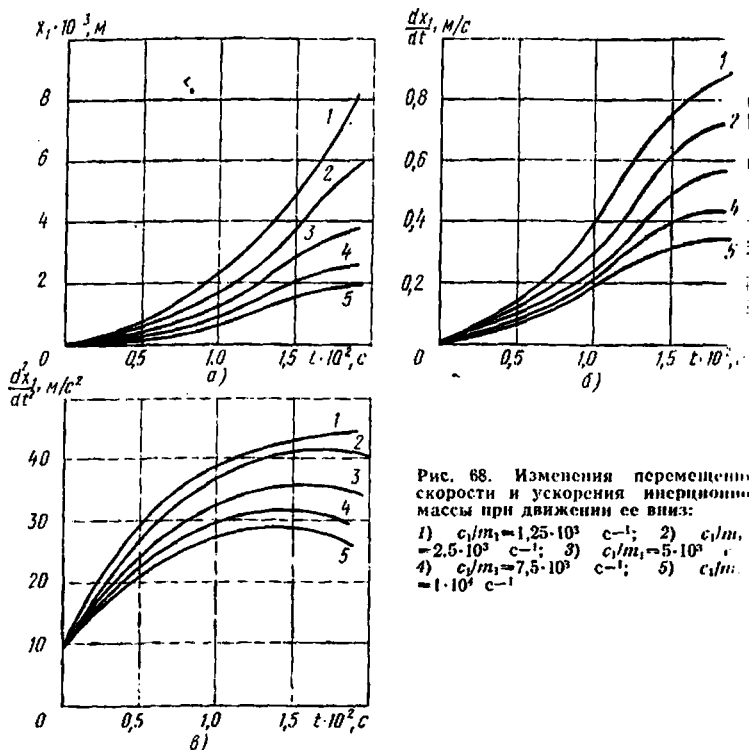 x₁·10³, м
8
6
4
2
0
0,5
1,0
1,5
t·10², с
1
2
3
4
5
а)
dx₁/dt, м/с
0,8
0,6
0,4
0,2
0
0,5
1,0
1,5
t·10²,
1
2
4
5
б)
d²x₁/dt², м/с²
40
30
20
10
0
0,5
1,0
1,5
t·10², с
1
2
3
4
5
в)
Рис. 68. Изменения
скорости и ускорения
массы при движении ее вниз:
1) c₁/m₁=1,25·10³ с⁻¹; 2) c₁/m₁
=2,5·10³ с⁻¹; 3) c₁/m₁=5·10³
4) c₁/m₁=7,5·10³ с⁻¹; 5)
=1·10⁴ с⁻¹